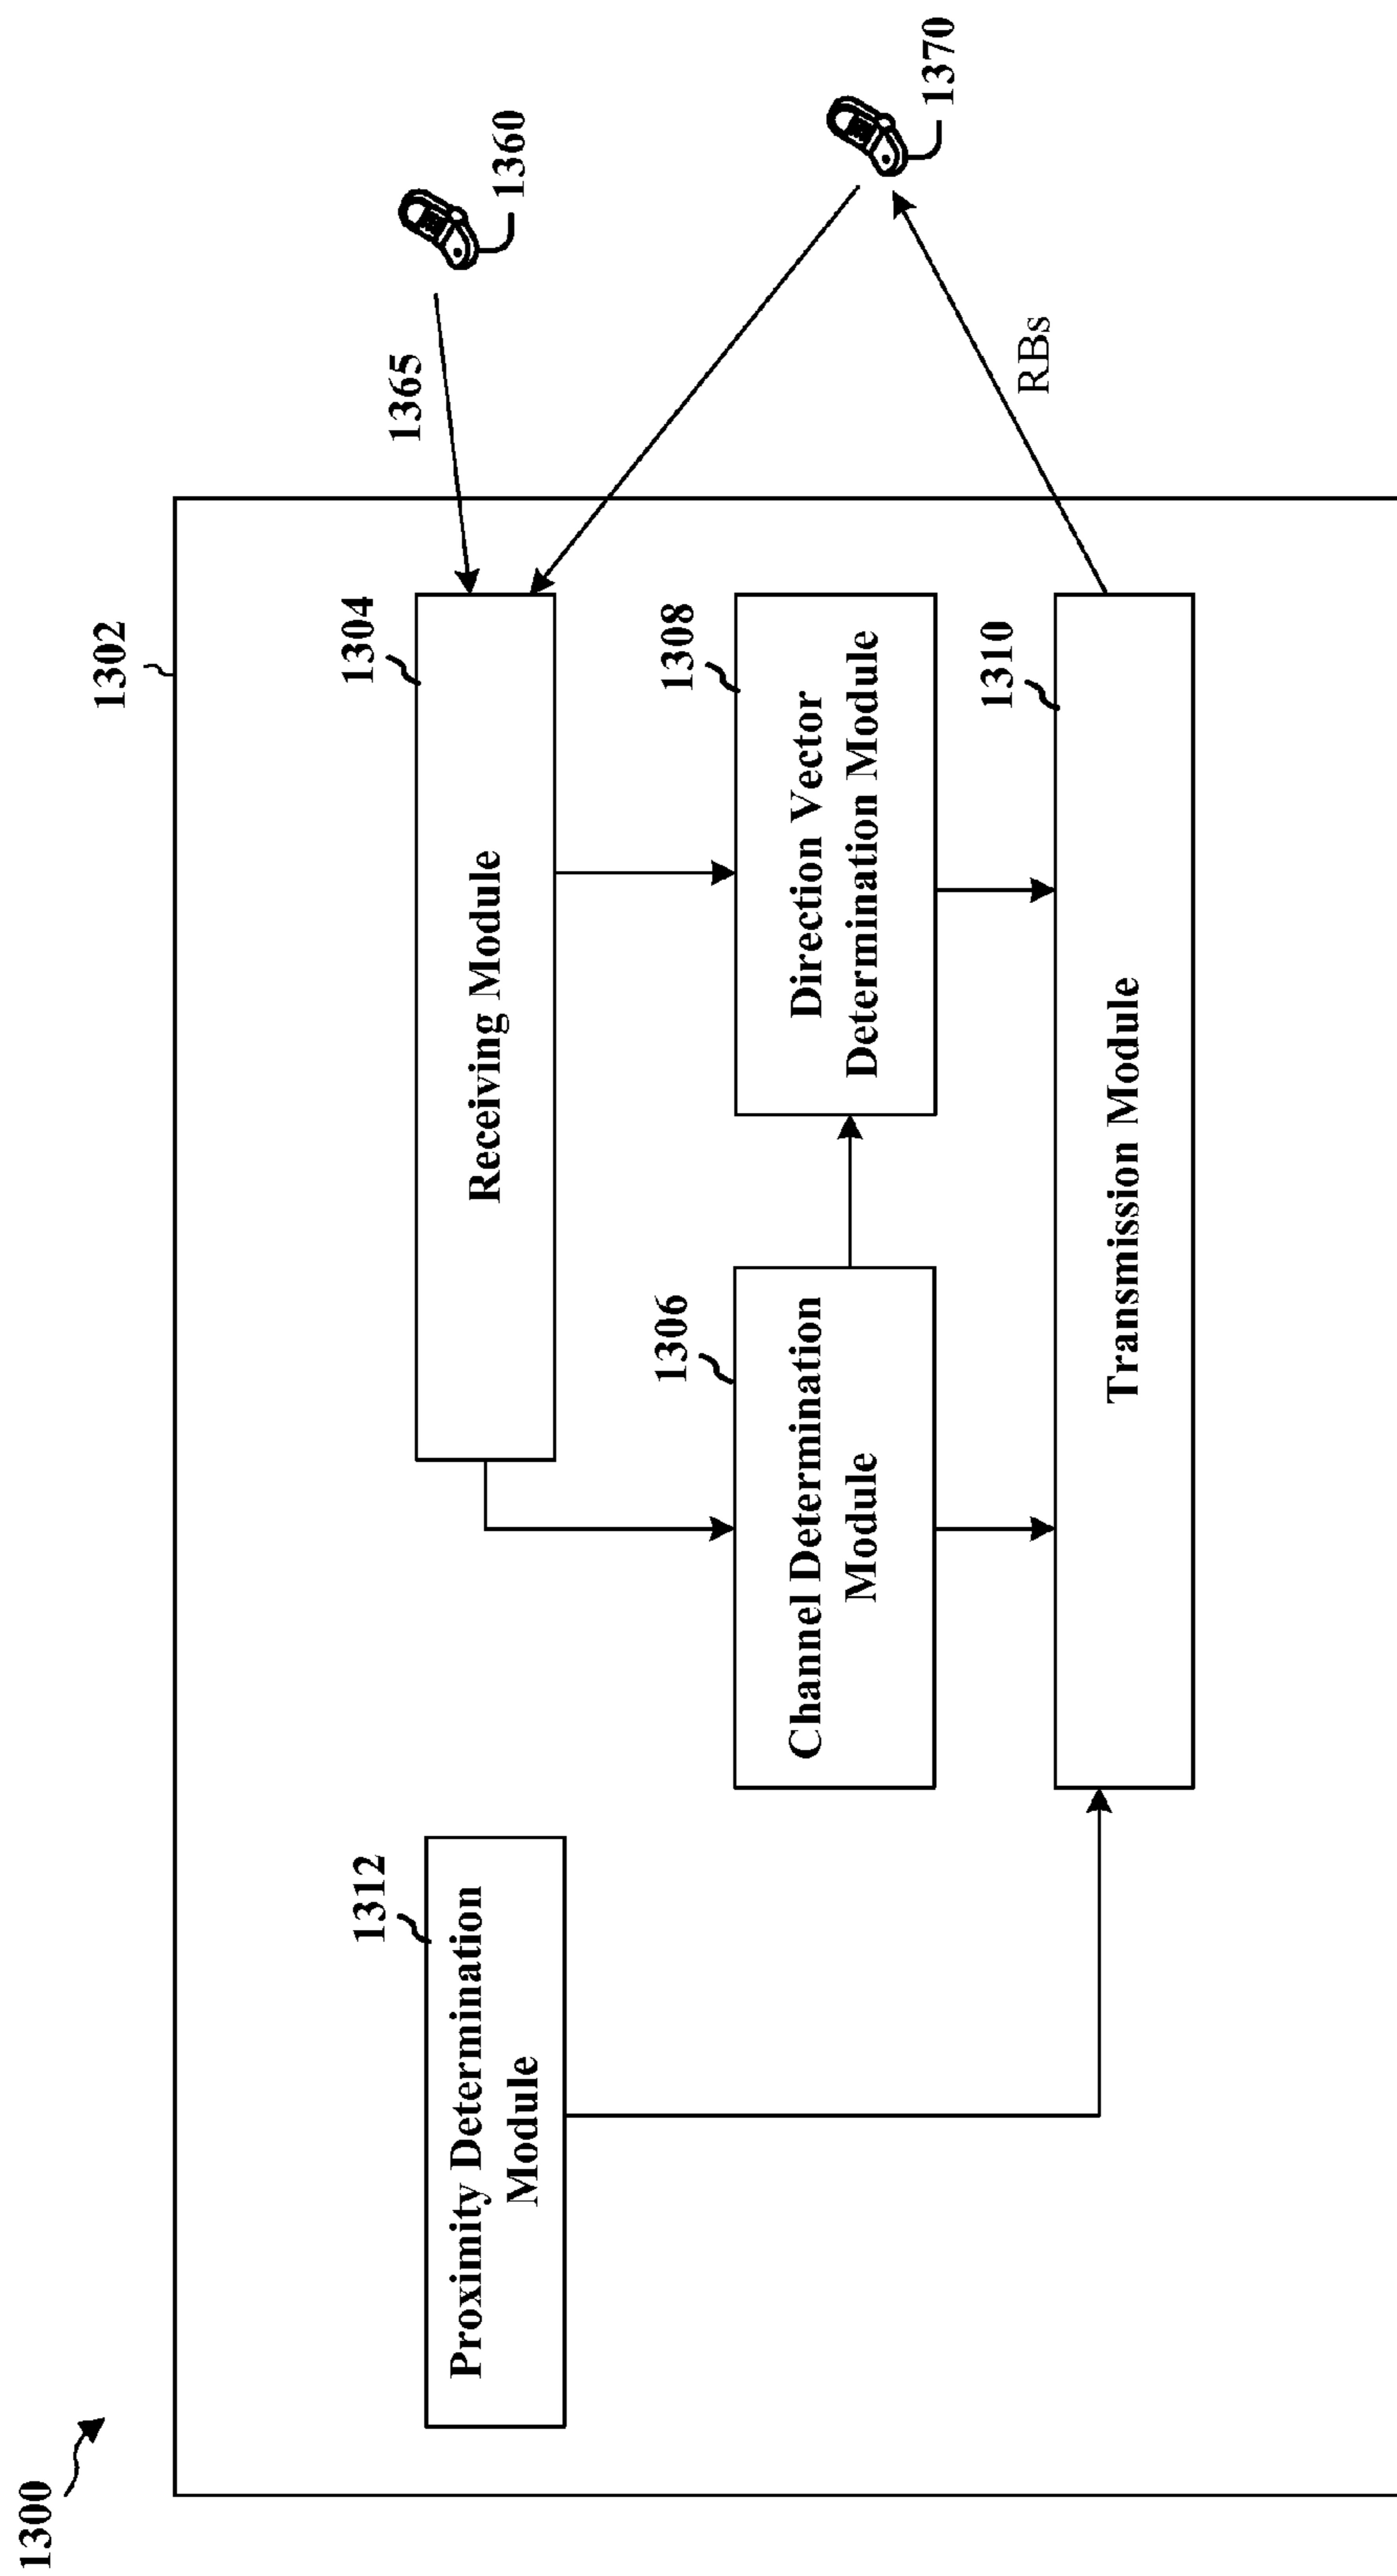 1300
1302
1312
Proximity Determination
Module
1304
Receiving Module
1365
1360
1306
Channel Determination
Module
1308
Direction Vector
Determination Module
1370
1310
Transmission Module
RBs